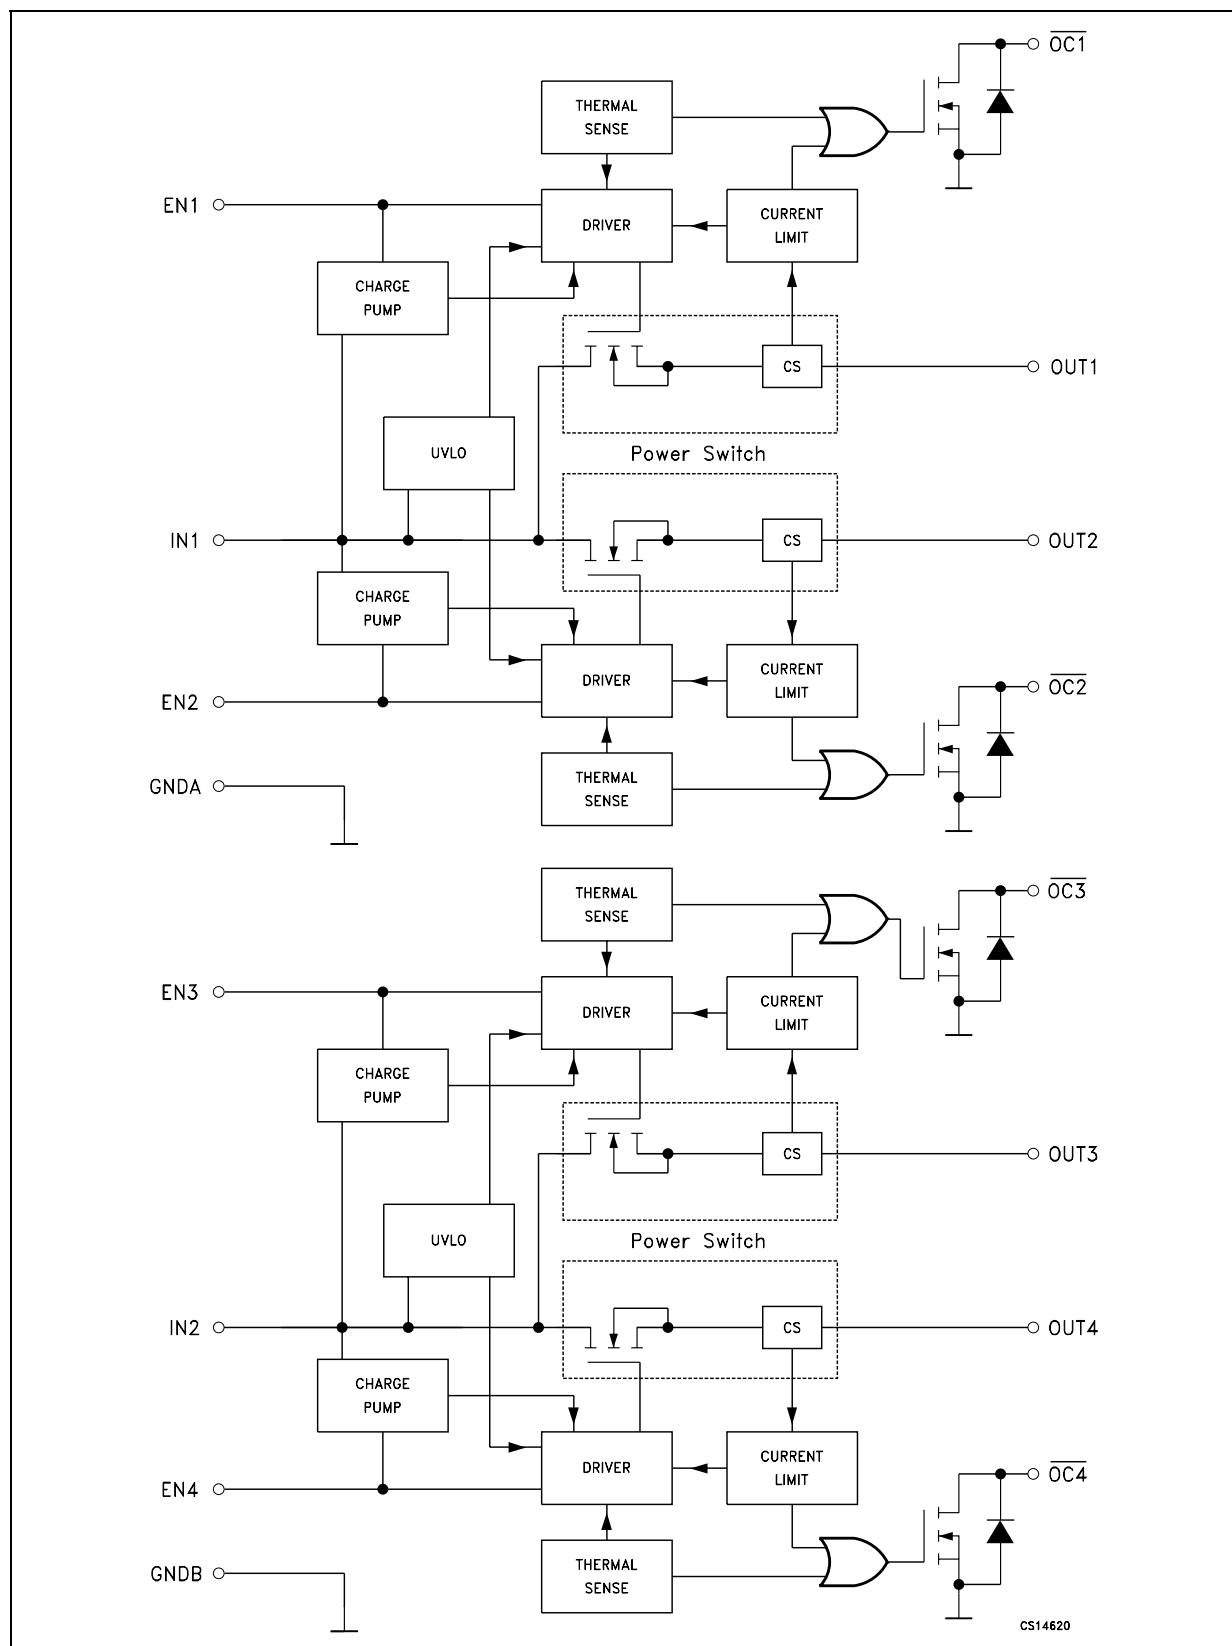 OC1
THERMAL
SENSE
EN1
DRIVER
CURRENT
LIMIT
CHARGE
PUMP
CS
OUT1
UVLO
Power Switch
IN1
CS
OUT2
CHARGE
PUMP
EN2
DRIVER
CURRENT
LIMIT
OC2
GNDA
THERMAL
SENSE
THERMAL
SENSE
OC3
EN3
DRIVER
CURRENT
LIMIT
CHARGE
PUMP
CS
OUT3
UVLO
Power Switch
IN2
CS
OUT4
CHARGE
PUMP
EN4
DRIVER
CURRENT
LIMIT
OC4
GNDB
THERMAL
SENSE
CS14620